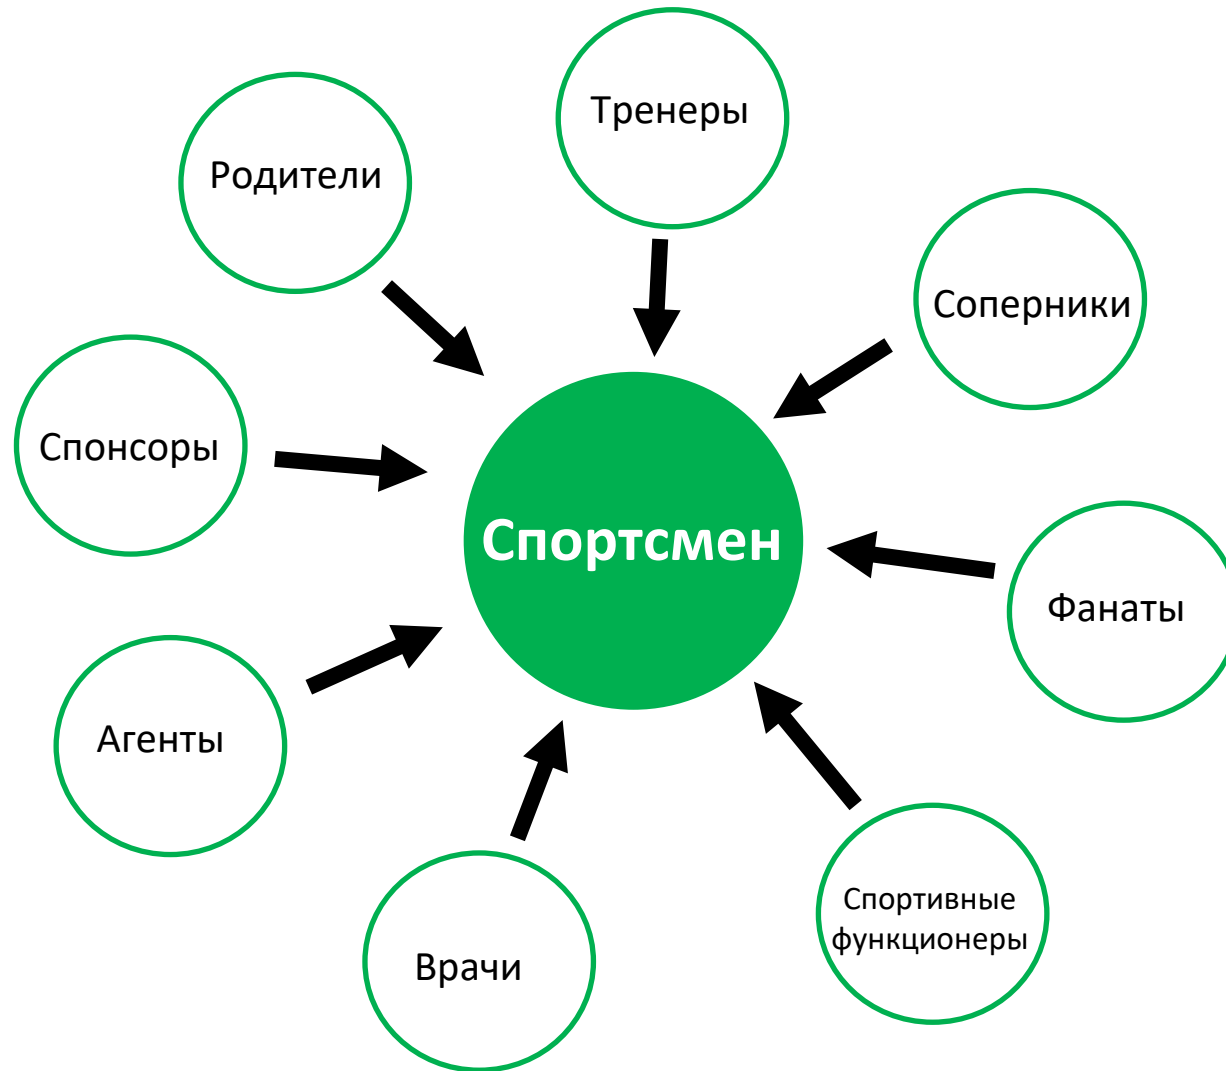 Тренеры
Родители
Соперники
Спонсоры
Спортсмен
Фанаты
Агенты
Спортивные
функционеры
Врачи